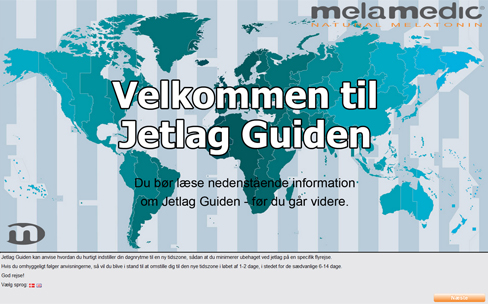 melamedic®
NATURAL MELATONIN
Velkommen til
Jetlag Guiden
Du bør læse nedenstående information
om Jetlag Guiden - før du går videre.
m
Jetlag Guiden kan anvise hvordan du hurtigt indstiller din døgnrytme til en ny tidszone, sådan at du minimerer ubehaget ved jetlag på en specifik flyrejse.
Hvis du omhyggeligt følger anvisningerne, så vil du blive i stand til at omstille dig til den nye tidszone i løbet af 1-2 dage, i stedet for de sædvanlige 6-14 dage.
God rejse!
Vælg sprog: